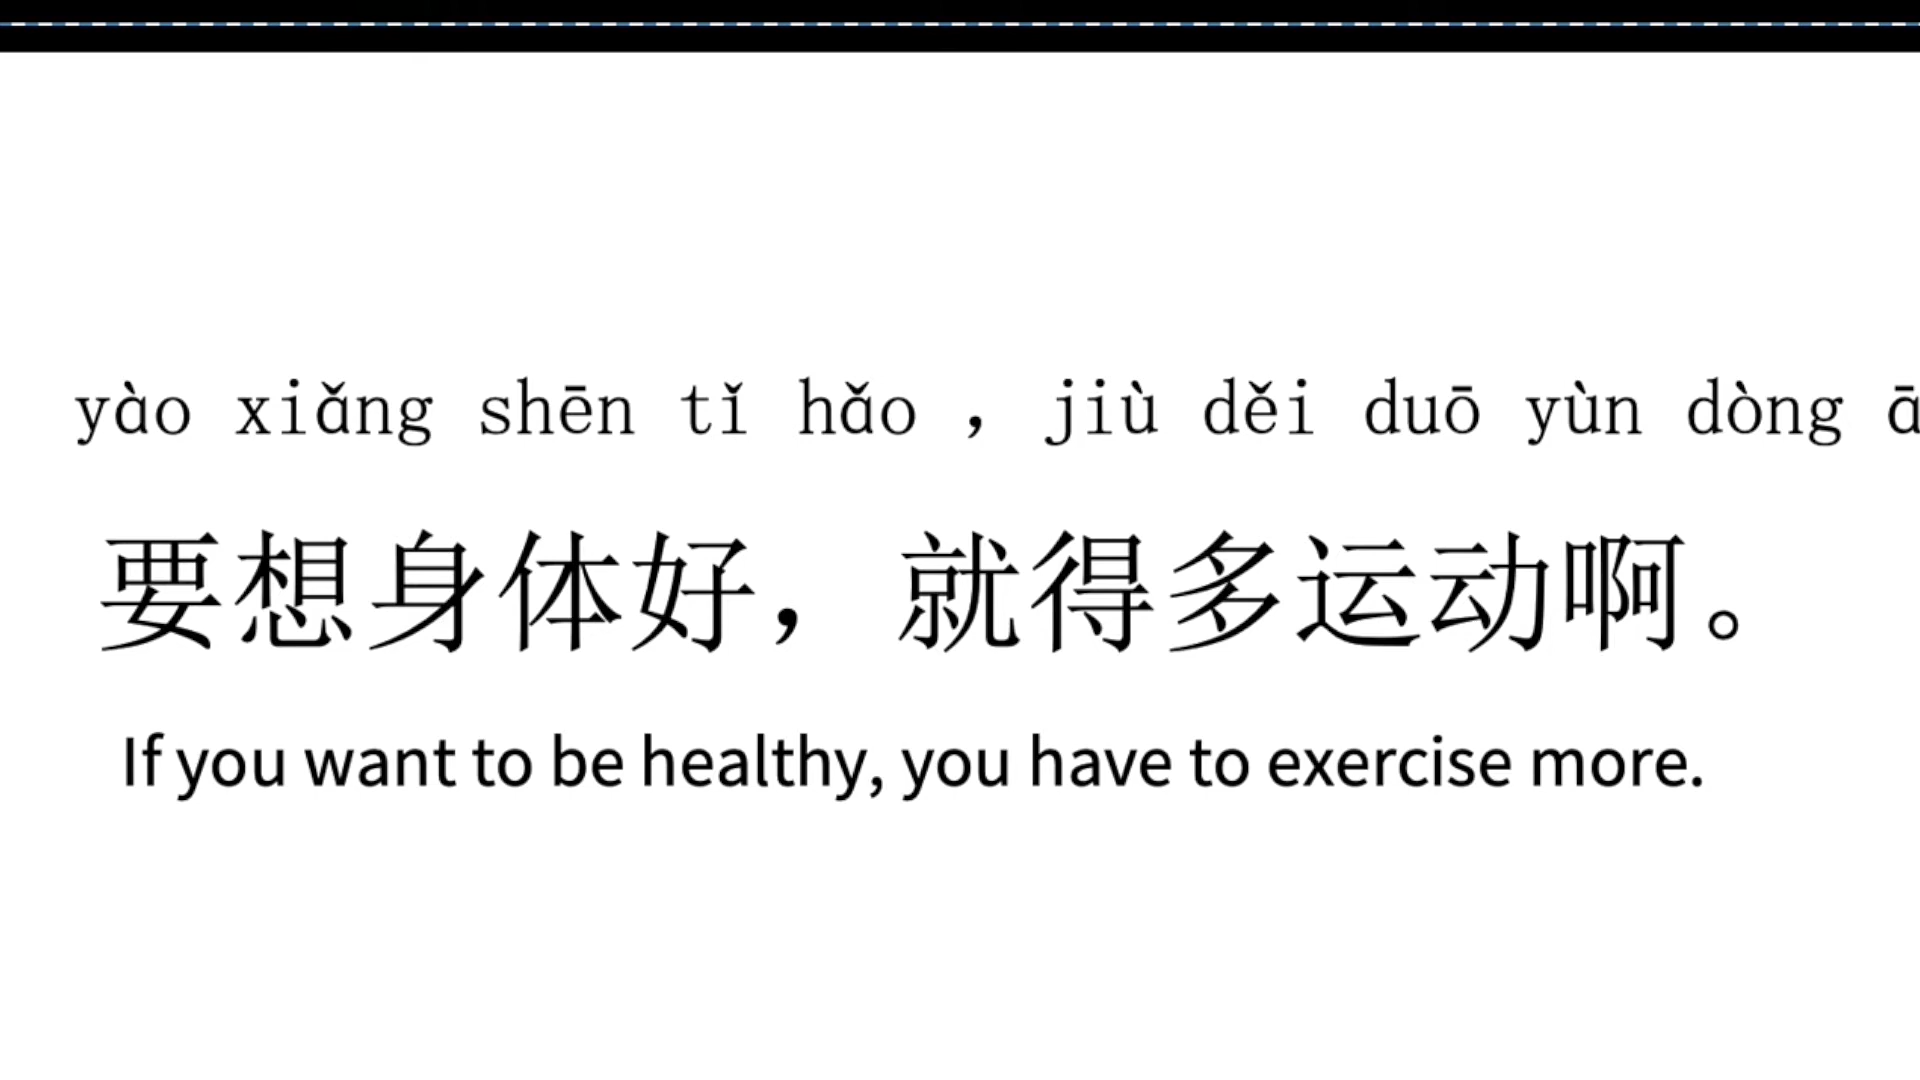 yào xiǎng shēn tǐ hǎo ，jiù děi duō yùn dòng ā
要想身体好，就得多运动啊。
If you want to be healthy, you have to exercise more.